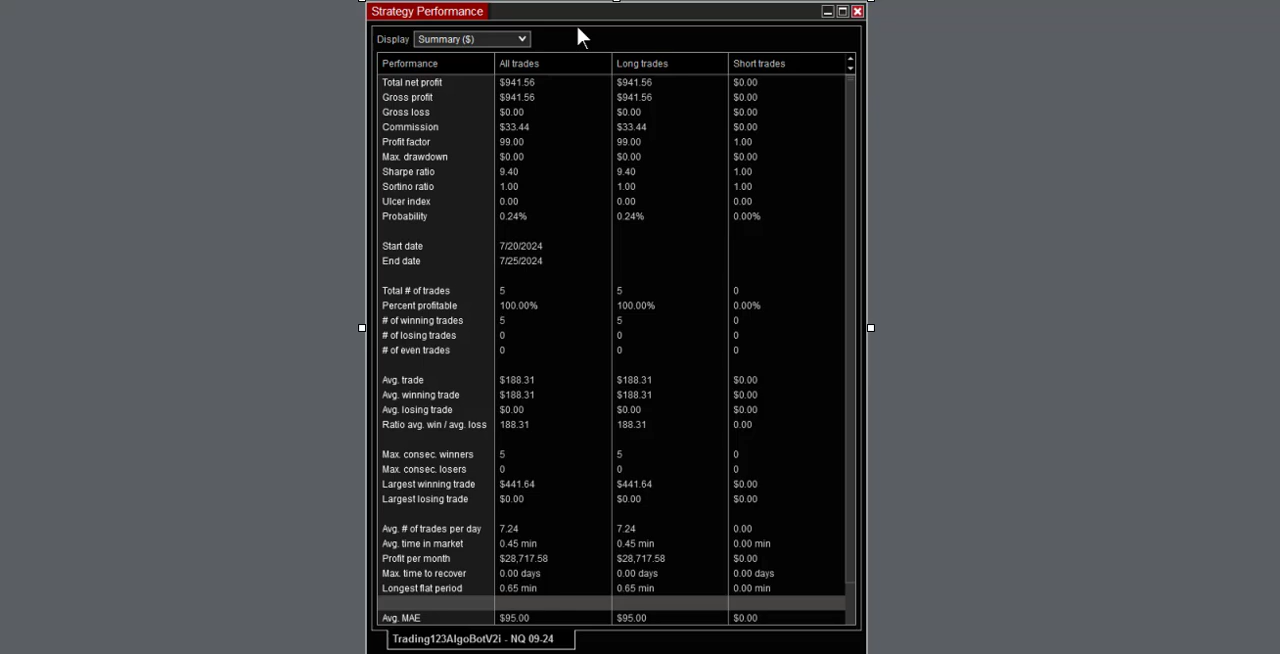 Strategy Performance
Display Summary ($)
Performance All trades Long trades Short trades
Total net profit $941.56 $941.56 $0.00
Gross profit $941.56 $941.56 $0.00
Gross loss $0.00 $0.00 $0.00
Commission $33.44 $33.44 $0.00
Profit factor 99.00 99.00 1.00
Max. drawdown $0.00 $0.00 $0.00
Sharpe ratio 9.40 9.40 1.00
Sortino ratio 1.00 1.00 1.00
Ulcer index 0.00 0.00 0.00
Probability 0.24% 0.24% 0.00%
Start date 7/20/2024
End date 7/25/2024
Total # of trades 5 5 0
Percent profitable 100.00% 100.00% 0.00%
# of winning trades 5 5 0
# of losing trades 0 0 0
# of even trades 0 0 0
Avg. trade $188.31 $188.31 $0.00
Avg. winning trade $188.31 $188.31 $0.00
Avg. losing trade $0.00 $0.00 $0.00
Ratio avg. win / avg. loss 188.31 188.31 0.00
Max. consec. winners 5 5 0
Max. consec. losers 0 0 0
Largest winning trade $441.64 $441.64 $0.00
Largest losing trade $0.00 $0.00 $0.00
Avg. # of trades per day 7.24 7.24 0.00
Avg. time in market 0.45 min 0.45 min 0.00 min
Profit per month $28,717.58 $28,717.58 $0.00
Max. time to recover 0.00 days 0.00 days 0.00 days
Longest flat period 0.65 min 0.65 min 0.00 min
Avg. MAE $95.00 $95.00 $0.00
Trading123AlgoBotV2i - NQ 09-24